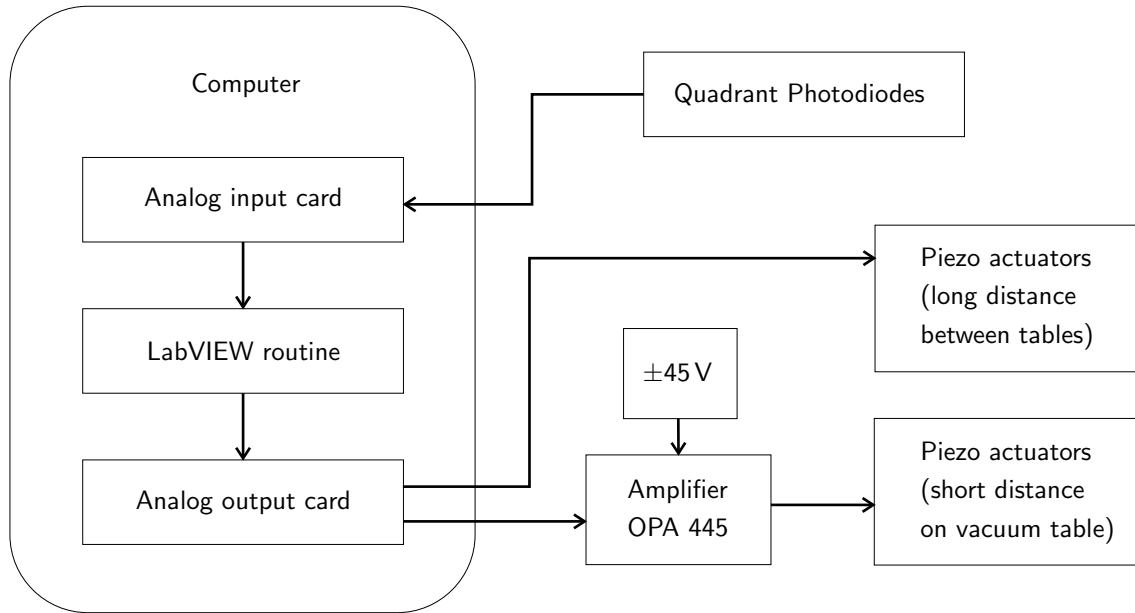 Computer
Quadrant Photodiodes
Analog input card
Piezo actuators
(long distance
between tables)
LabVIEW routine
±45 V
Piezo actuators
(short distance
on vacuum table)
Analog output card
Amplifier
OPA 445